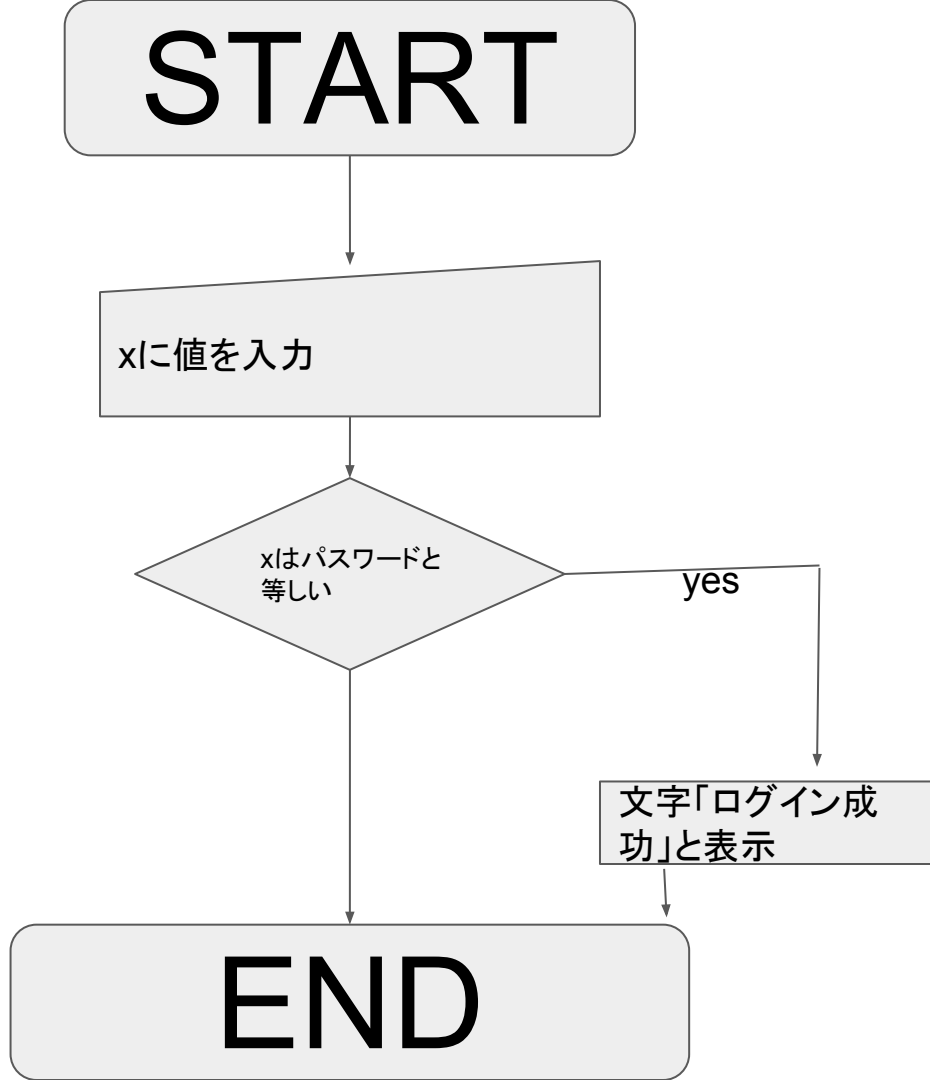 START
xに値を入力
xはパスワードと
等しい
yes
文字「ログイン成
功」と表示
END